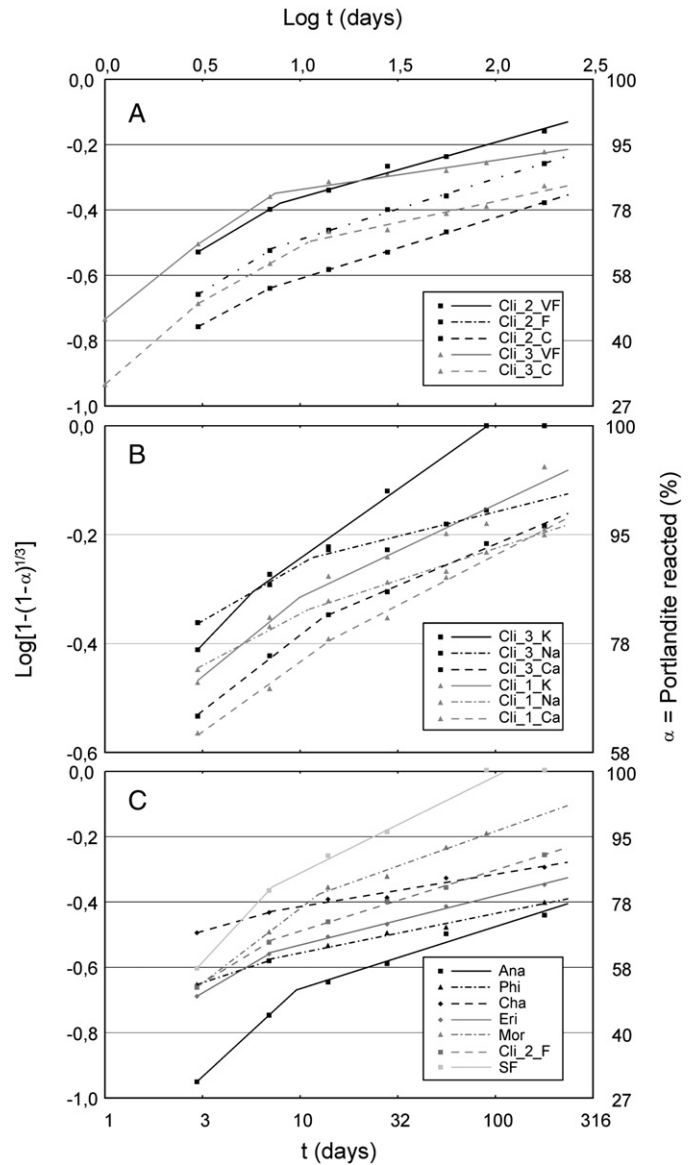 Log t (days)
0,0 0,5 1,0 1,5 2,0 2,5
A
0,0
-0,2
-0,4
-0,6
-0,8
-1,0
100
95
78
58
40
27
Cli_2_VF
Cli_2_F
Cli_2_C
Cli_3_VF
Cli_3_C
B
0,0
-0,2
-0,4
0,6
100
95
78
58
Cli_3_K
Cli_3_Na
Cli_3_Ca
Cli_1_K
Cli_1_Na
Cli_1_Ca
Log[1-(1-α)1/3]
α = Portlandite reacted (%)
C
0,0
-0,2
-0,4
-0,6
-0,8
-1,0
100
95
78
58
40
27
Ana
Phi
Cha
Eri
Mor
Cli_2_F
SF
1 3 10 32 100 316
t (days)